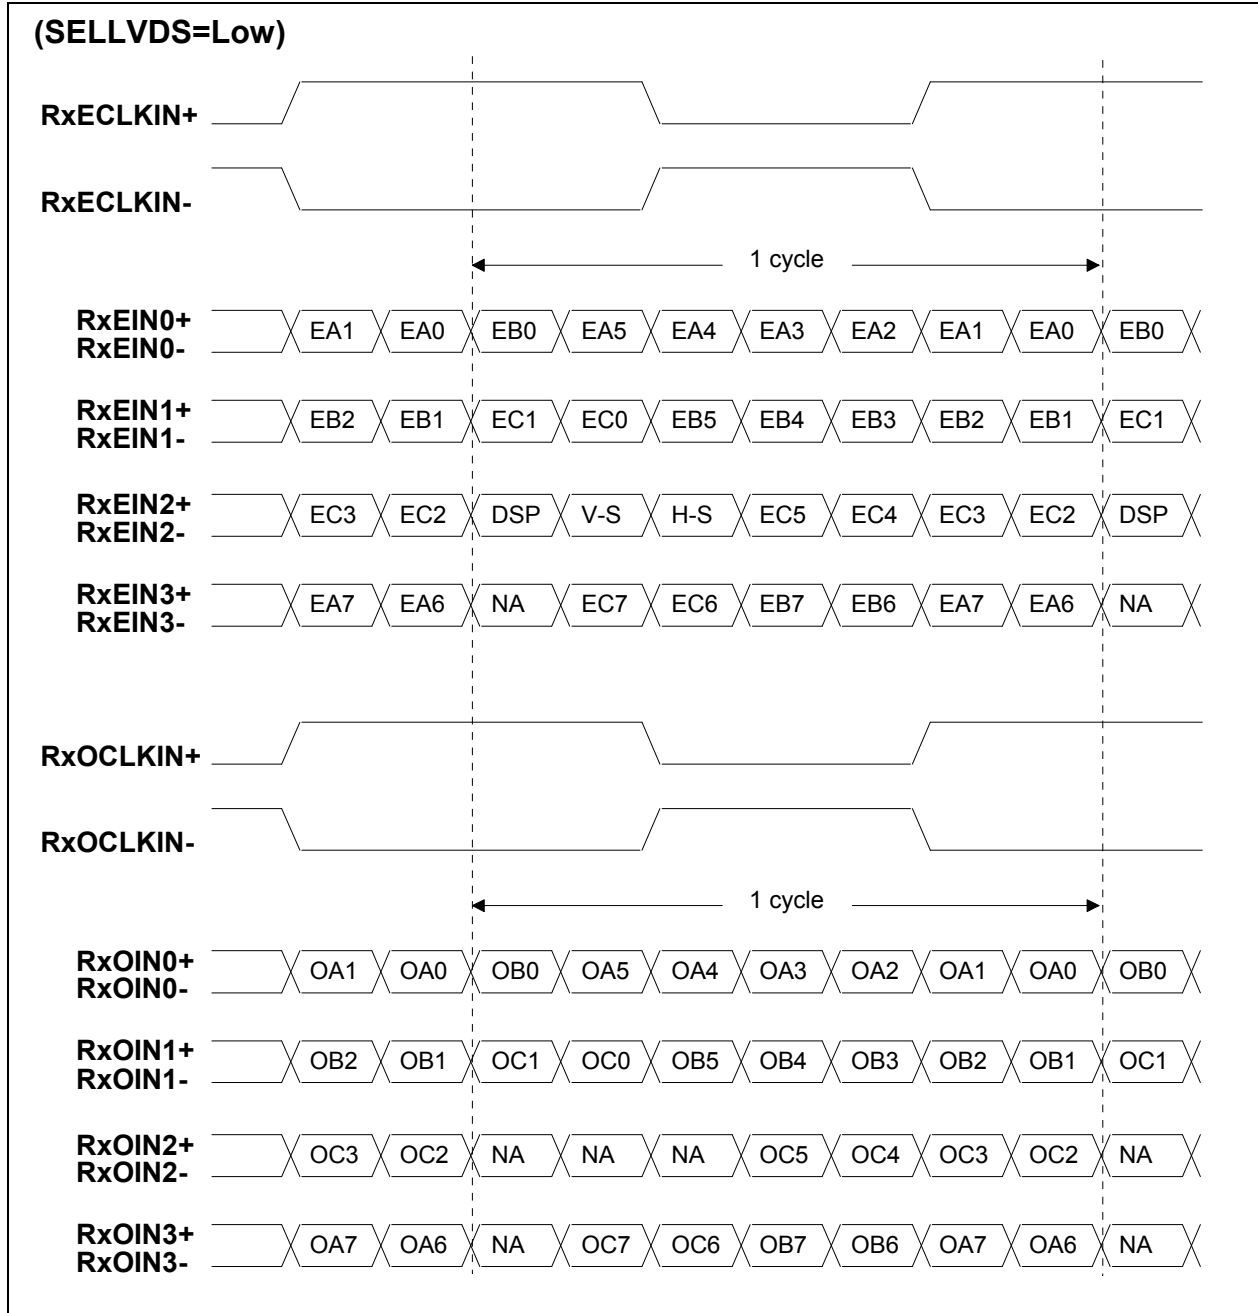 (SELLVDS=Low)
RxECLKIN+
RxECLKIN-
1 cycle
RxEIN0+
RxEIN0-
EA1 EA0 EB0 EA5 EA4 EA3 EA2 EA1 EA0 EB0
RxEIN1+
RxEIN1-
EB2 EB1 EC1 EC0 EB5 EB4 EB3 EB2 EB1 EC1
RxEIN2+
RxEIN2-
EC3 EC2 DSP V-S H-S EC5 EC4 EC3 EC2 DSP
RxEIN3+
RxEIN3-
EA7 EA6 NA EC7 EC6 EB7 EB6 EA7 EA6 NA
RxOCLKIN+
RxOCLKIN-
1 cycle
RxOIN0+
RxOIN0-
OA1 OA0 OB0 OA5 OA4 OA3 OA2 OA1 OA0 OB0
RxOIN1+
RxOIN1-
OB2 OB1 OC1 OC0 OB5 OB4 OB3 OB2 OB1 OC1
RxOIN2+
RxOIN2-
OC3 OC2 NA NA NA OC5 OC4 OC3 OC2 NA
RxOIN3+
RxOIN3-
OA7 OA6 NA OC7 OC6 OB7 OB6 OA7 OA6 NA